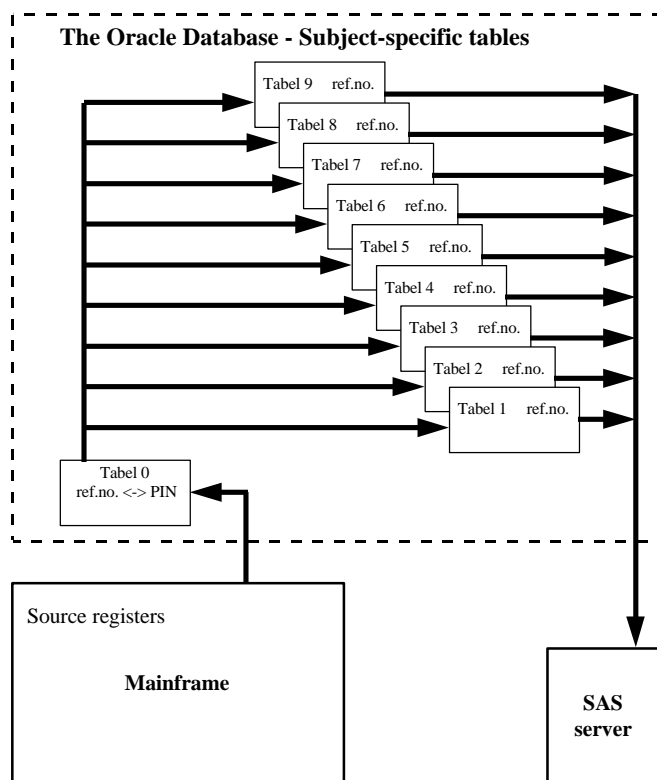 The Oracle Database - Subject-specific tables
Tabel 9 ref.no.
Tabel 8 ref.no.
Tabel 7 ref.no.
Tabel 6 ref.no.
Tabel 5 ref.no.
Tabel 4 ref.no.
Tabel 3 ref.no.
Tabel 2 ref.no.
Tabel 1 ref.no.
Tabel 0
ref.no. <-> PIN
Source registers
Mainframe
SAS
server